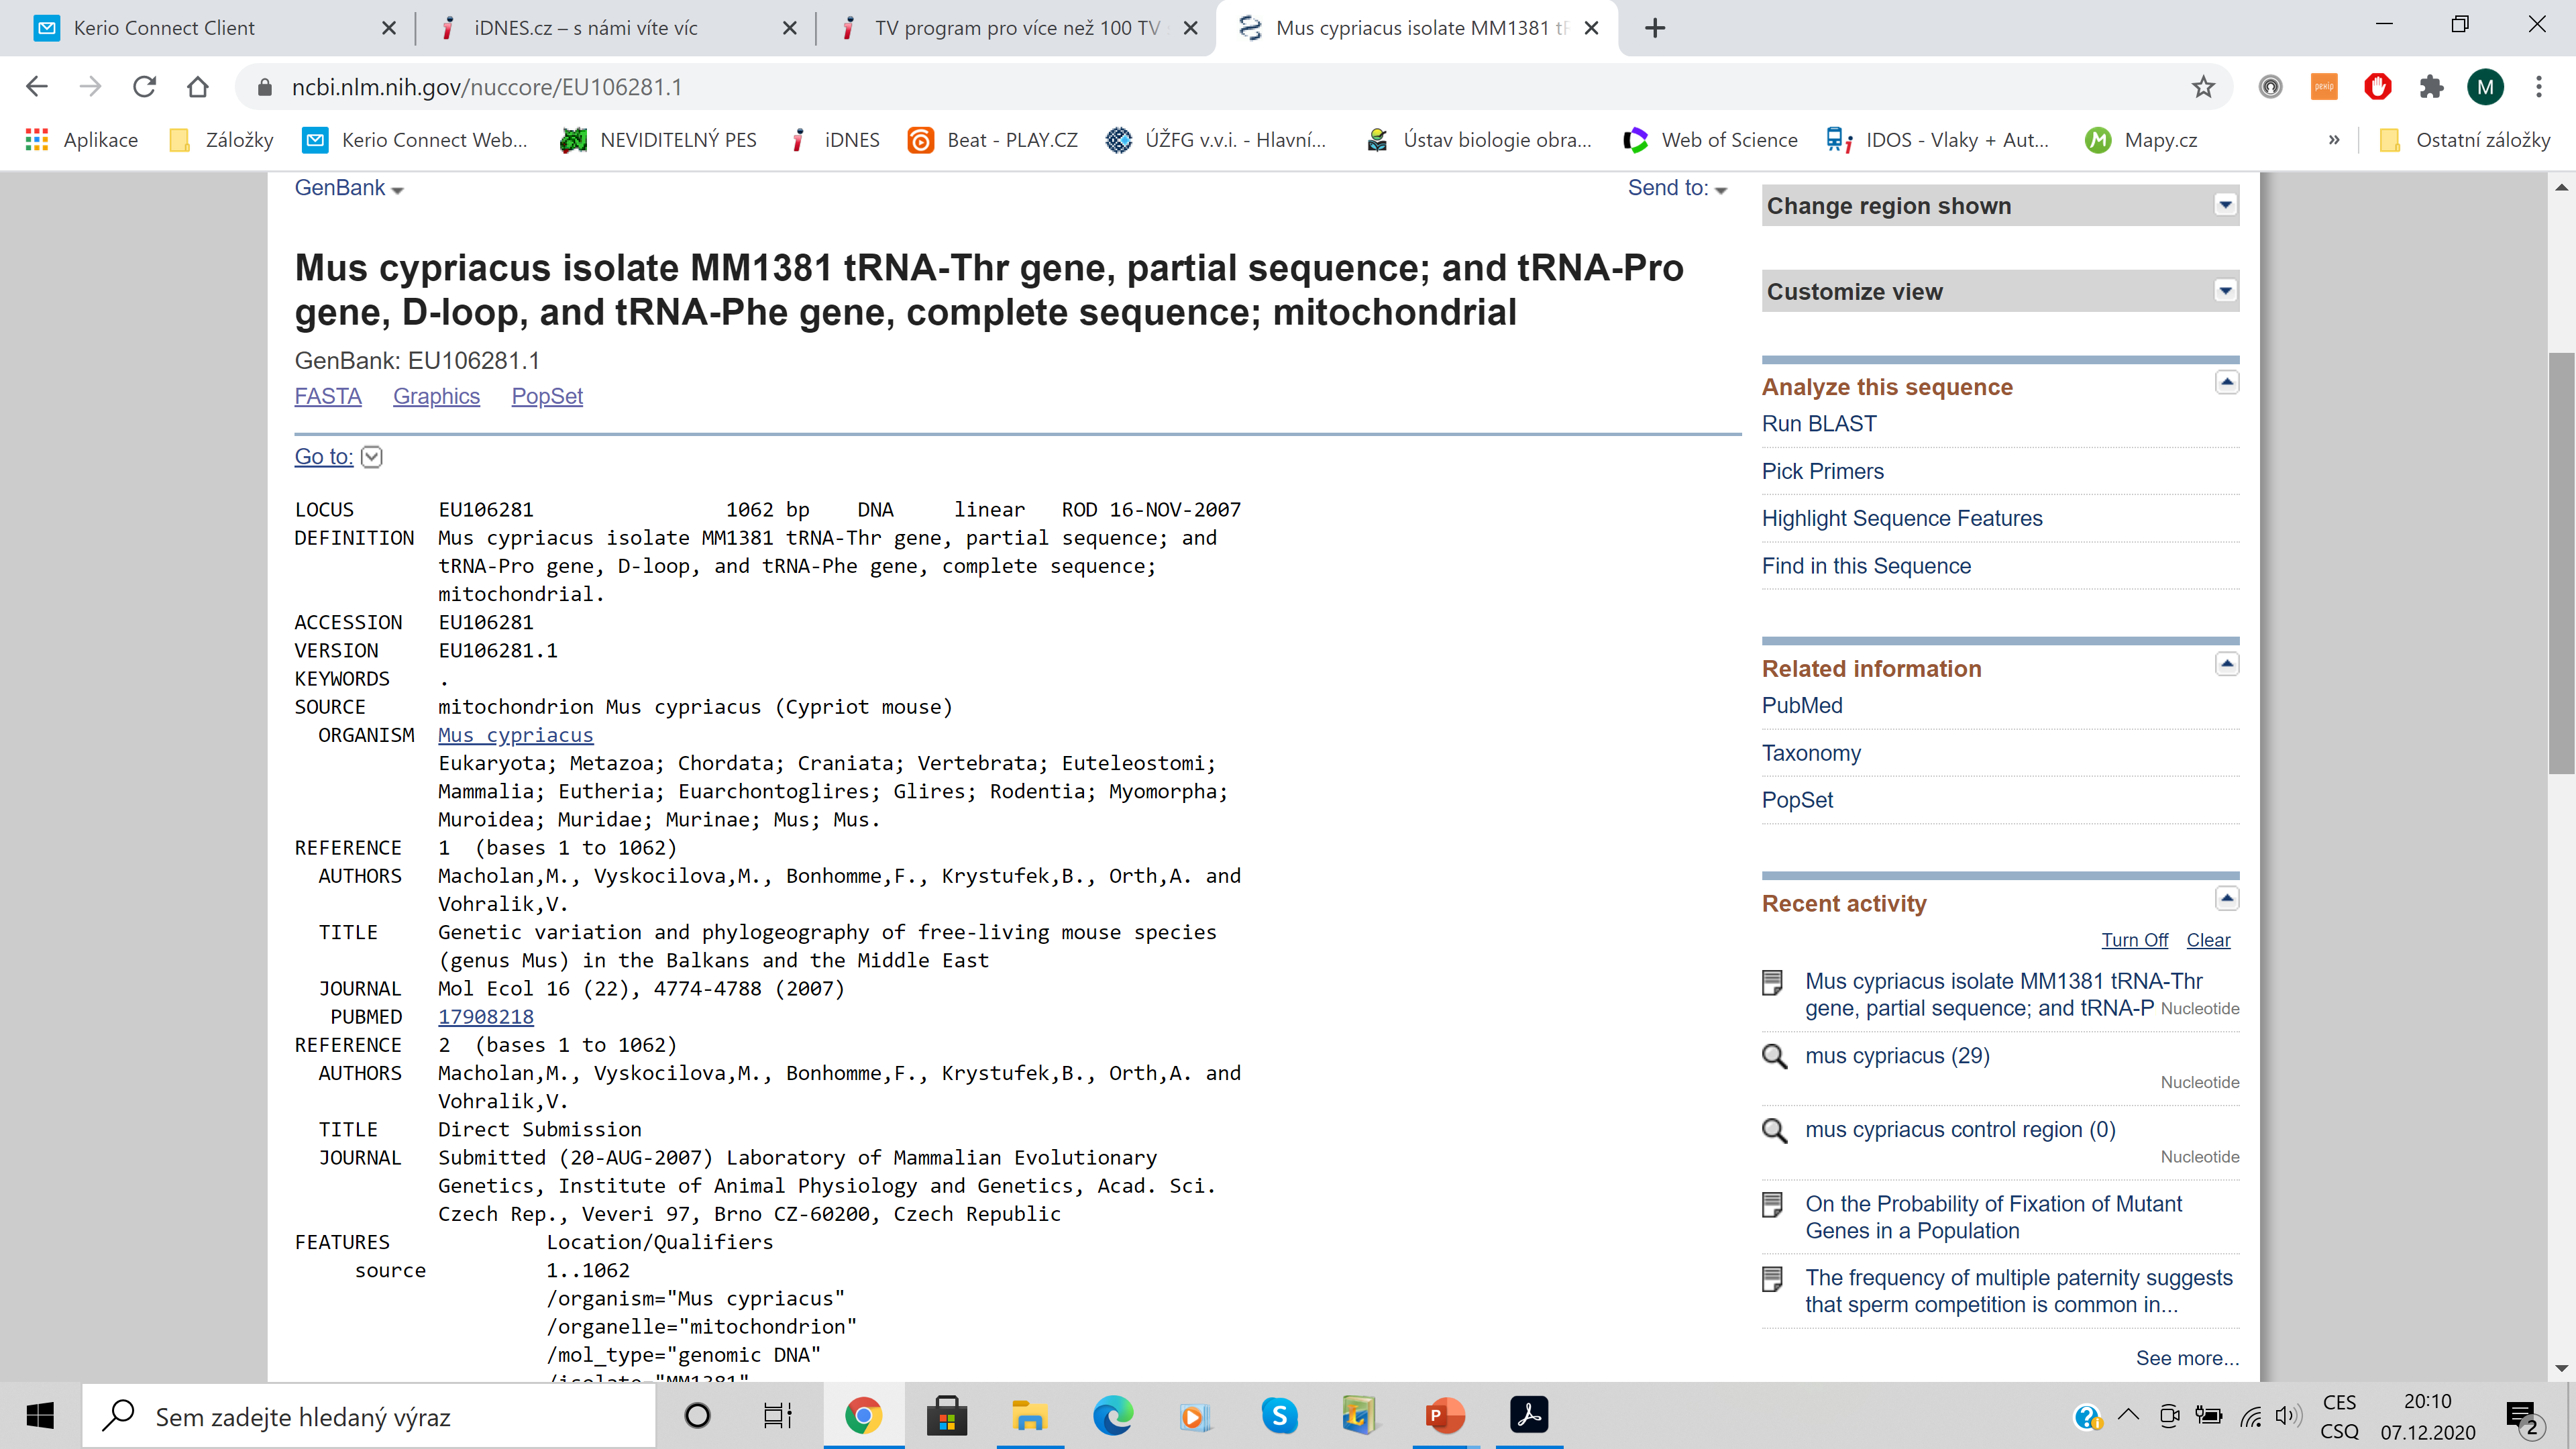 Kerio Connect Client
iDNES.cz – s námi víte víc
TV program pro více než 100 TV
Mus cypriacus isolate MM1381 tR
ncbi.nlm.nih.gov/nuccore/EU106281.1
M
Aplikace
Záložky
Kerio Connect Web...
NEVIDITELNÝ PES
iDNES
Beat - PLAY.CZ
ÚŽFG v.v.i. - Hlavní...
Ústav biologie obra...
Web of Science
IDOS - Vlaky + Aut...
Mapy.cz
»
Ostatní záložky
GenBank
Send to:
Mus cypriacus isolate MM1381 tRNA-Thr gene, partial sequence; and tRNA-Pro
gene, D-loop, and tRNA-Phe gene, complete sequence; mitochondrial
GenBank: EU106281.1
FASTA Graphics PopSet
Go to:
LOCUS EU106281 1062 bp DNA linear ROD 16-NOV-2007
DEFINITION Mus cypriacus isolate MM1381 tRNA-Thr gene, partial sequence; and
tRNA-Pro gene, D-loop, and tRNA-Phe gene, complete sequence;
mitochondrial.
ACCESSION EU106281
VERSION EU106281.1
KEYWORDS .
SOURCE mitochondrion Mus cypriacus (Cypriot mouse)
ORGANISM Mus cypriacus
Eukaryota; Metazoa; Chordata; Craniata; Vertebrata; Euteleostomi;
Mammalia; Eutheria; Euarchontoglires; Glires; Rodentia; Myomorpha;
Muroidea; Muridae; Murinae; Mus; Mus.
REFERENCE 1 (bases 1 to 1062)
AUTHORS Macholan,M., Vyskocilova,M., Bonhomme,F., Krystufek,B., Orth,A. and
Vohralik,V.
TITLE Genetic variation and phylogeography of free-living mouse species
(genus Mus) in the Balkans and the Middle East
JOURNAL Mol Ecol 16 (22), 4774-4788 (2007)
PUBMED 17908218
REFERENCE 2 (bases 1 to 1062)
AUTHORS Macholan,M., Vyskocilova,M., Bonhomme,F., Krystufek,B., Orth,A. and
Vohralik,V.
TITLE Direct Submission
JOURNAL Submitted (20-AUG-2007) Laboratory of Mammalian Evolutionary
Genetics, Institute of Animal Physiology and Genetics, Acad. Sci.
Czech Rep., Veveri 97, Brno CZ-60200, Czech Republic
FEATURES Location/Qualifiers
source 1..1062
/organism="Mus cypriacus"
/organelle="mitochondrion"
/mol_type="genomic DNA"
/isolate="MM1381"
Change region shown
Customize view
Analyze this sequence
Run BLAST
Pick Primers
Highlight Sequence Features
Find in this Sequence
Related information
PubMed
Taxonomy
PopSet
Recent activity
Turn Off Clear
Mus cypriacus isolate MM1381 tRNA-Thr
gene, partial sequence; and tRNA-P Nucleotide
mus cypriacus (29)
Nucleotide
mus cypriacus control region (0)
Nucleotide
On the Probability of Fixation of Mutant
Genes in a Population
The frequency of multiple paternity suggests
that sperm competition is common in...
See more...
Sem zadejte hledaný výraz
CES
CSQ
20:10
07.12.2020
2